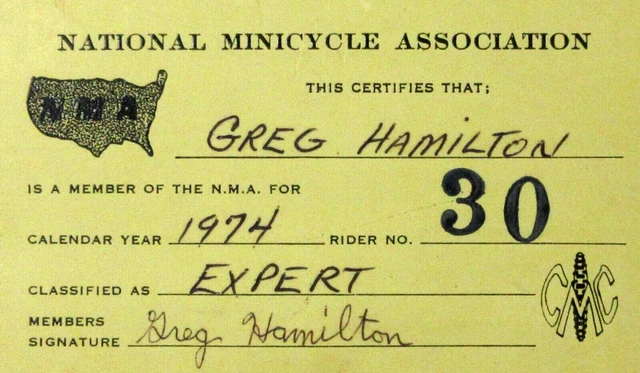 NATIONAL MINICYCLE ASSOCIATION
NMA
THIS CERTIFIES THAT;
GREG HAMILTON
IS A MEMBER OF THE N.M.A. FOR
CALENDAR YEAR 1974 RIDER NO. 30
CLASSIFIED AS EXPERT
CMC
MEMBERS
SIGNATURE Greg Hamilton